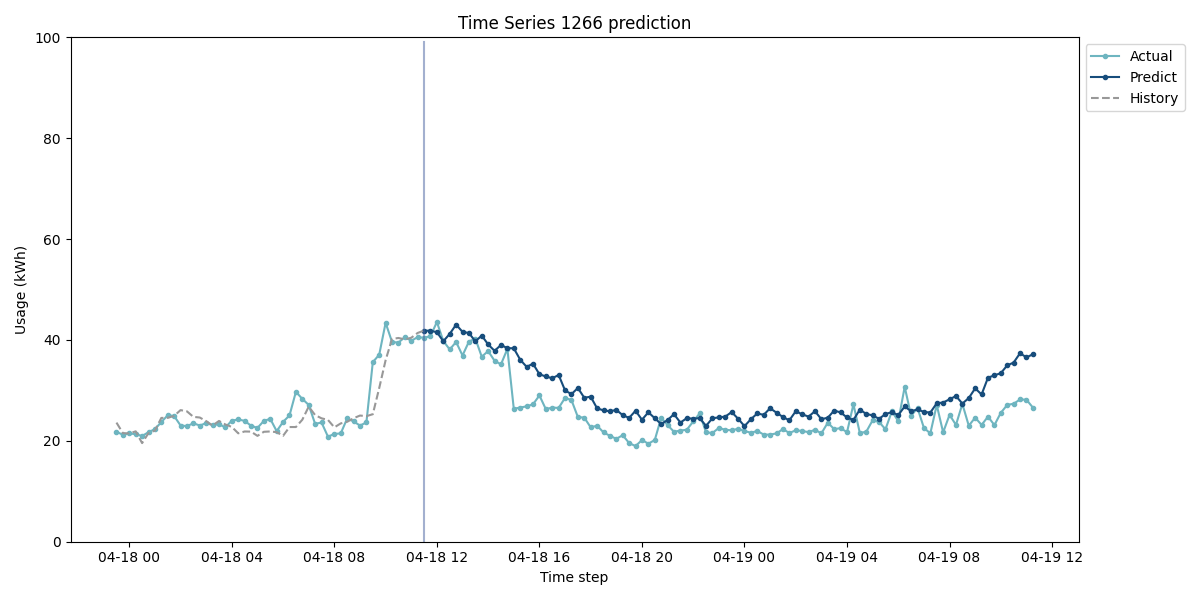 Time Series 1266 prediction
Usage (kWh)
100
80
60
40
20
0
04-18 00
04-18 04
04-18 08
04-18 12
04-18 16
04-18 20
04-19 00
04-19 04
04-19 08
04-19 12
Time step
Actual
Predict
History